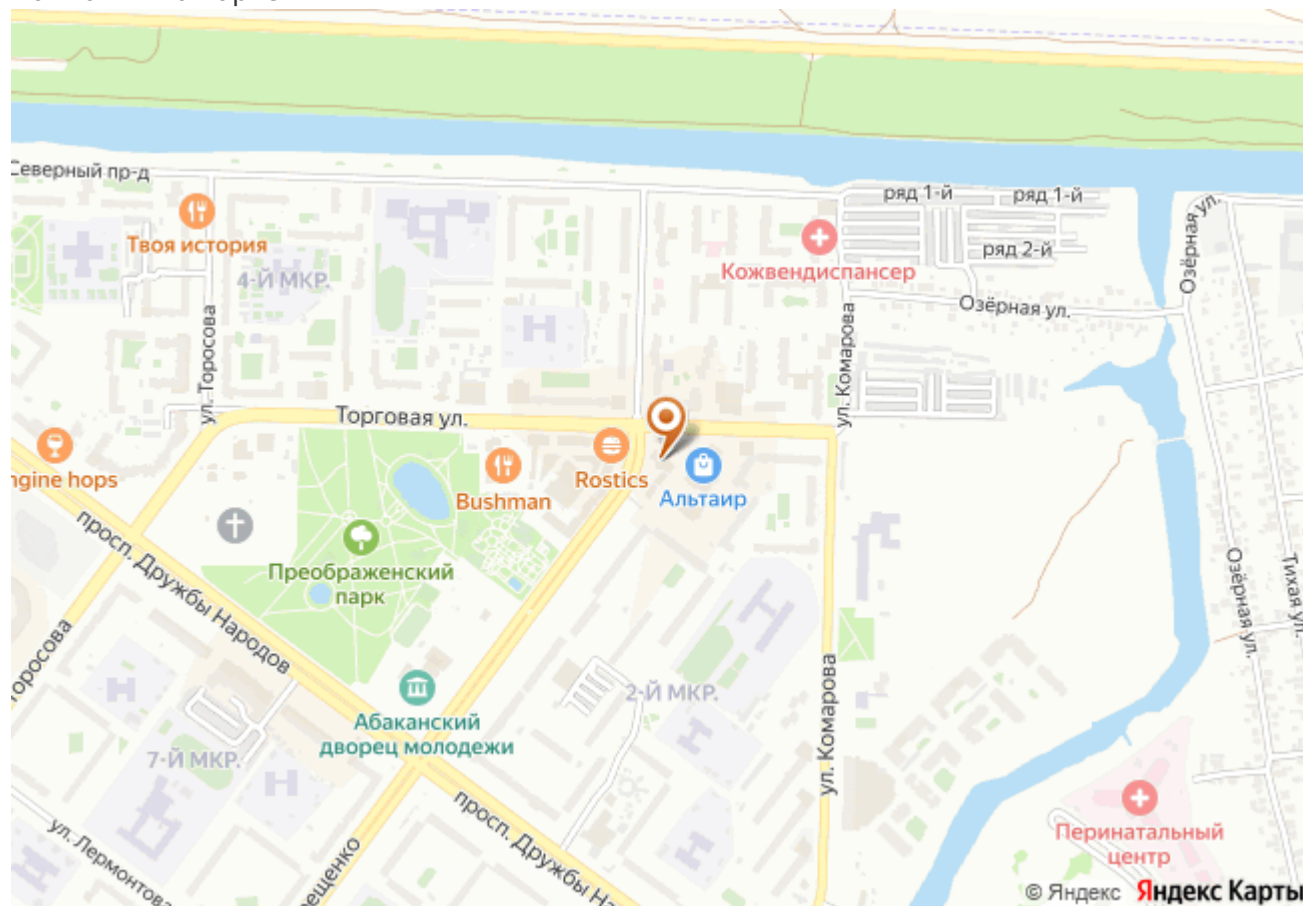 Северный пр-д
ряд 1-й
ряд 1-й
Озёрная ул.
Твоя история
Кожвендиспансер
ряд 2-й
4-Й МКР.
Озёрная ул.
ул. Торосова
ул. Комарова
Торговая ул.
ngine hops
Bushman
Rostics
Альтаир
просп. Дружбы Народов
Преображенский
парк
Озёрная ул.
Тихая ул.
оросова
2-Й МКР.
ул. Комарова
Абаканский
дворец молодежи
7-Й МКР.
просп. Дружбы На
ул. Лермонтова
рещенко
Перинатальный
центр
© Яндекс Яндекс Карты